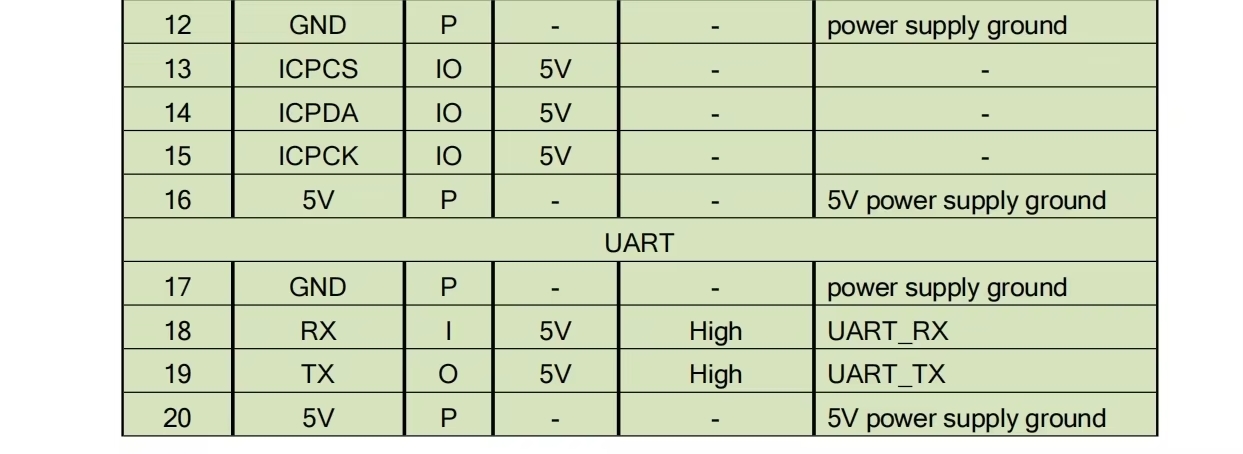 12 GND P - - power supply ground
13 ICPCS IO 5V - -
14 ICPDA IO 5V - -
15 ICPCK IO 5V - -
16 5V P - - 5V power supply ground
UART
17 GND P - - power supply ground
18 RX I 5V High UART_RX
19 TX O 5V High UART_TX
20 5V P - - 5V power supply ground